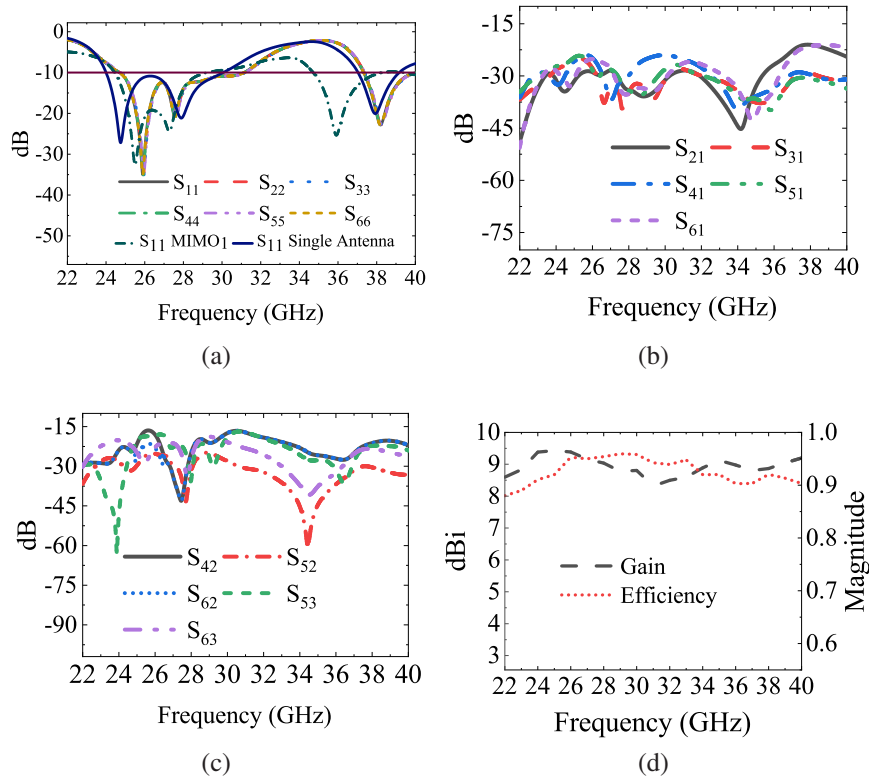 0
-10
-20
-30
-40
-50
dB
S11 S22 S33
S44 S55 S66
S11 MIMO1 S11 Single Antenna
22 24 26 28 30 32 34 36 38 40
Frequency (GHz)
(a)
-15
-30
-45
-60
-75
dB
S21 S31
S41 S51
S61
22 24 26 28 30 32 34 36 38 40
Frequency (GHz)
(b)
-15
-30
-45
-60
-75
-90
dB
S42 S52
S62 S53
S63
22 24 26 28 30 32 34 36 38 40
Frequency (GHz)
(c)
10
9
8
7
6
5
4
3
dBi
Gain
Efficiency
1.0
0.9
0.8
0.7
0.6
Magnitude
22 24 26 28 30 32 34 36 38 40
Frequency (GHz)
(d)